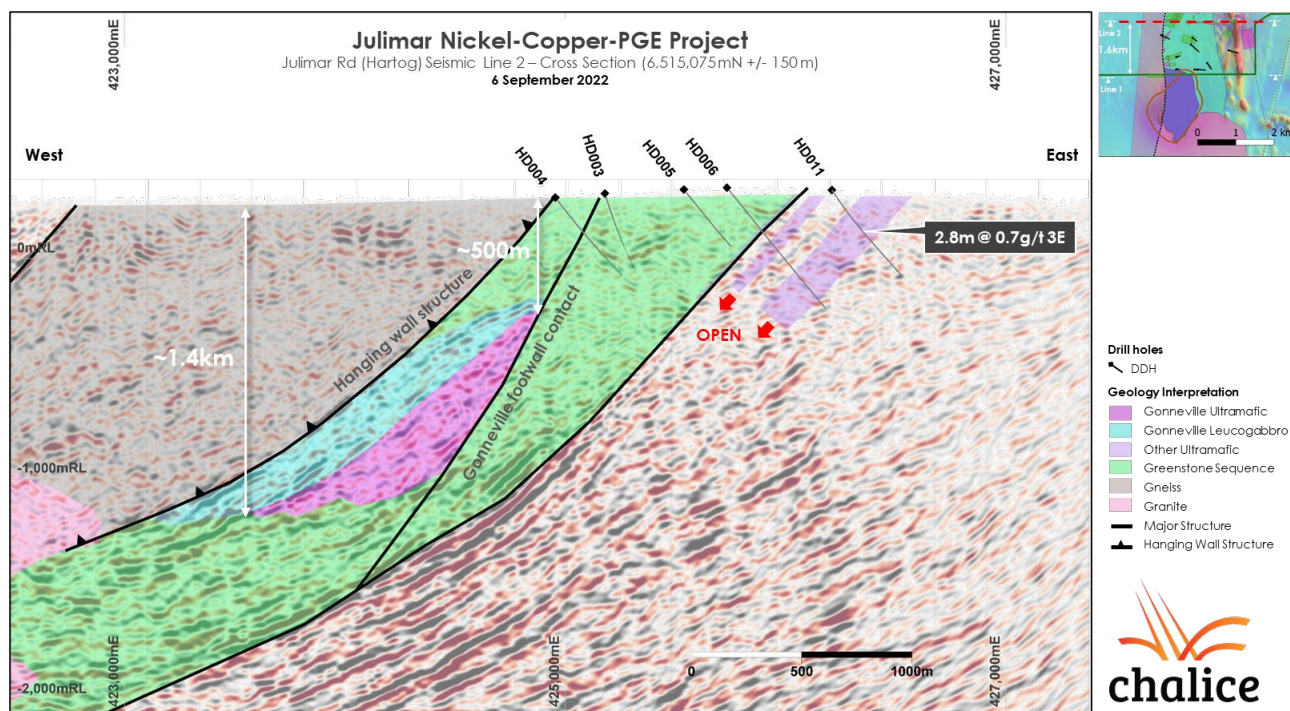 Julimar Nickel-Copper-PGE Project
Julimar Rd (Hartog) Seismic Line 2 – Cross Section (6,515,075mN +/- 150 m)
6 September 2022
423,000mE
427,000mE
West
East
HD004
HD003
HD005
HD006
HD011
0mRL
~500m
2.8m @ 0.7g/t 3E
Hanging wall structure
OPEN
~1.4km
Gonneville footwall contact
-1,000mRL
423,000mE
425,000mE
427,000mE
0
500
1000m
-2,000mRL
Line 2
1.6km
Line 1
0 1 2 km
Drill holes
DDH
Geology Interpretation
Gonneville Ultramafic
Gonneville Leucogabbro
Other Ultramafic
Greenstone Sequence
Gneiss
Granite
Major Structure
Hanging Wall Structure
chalice